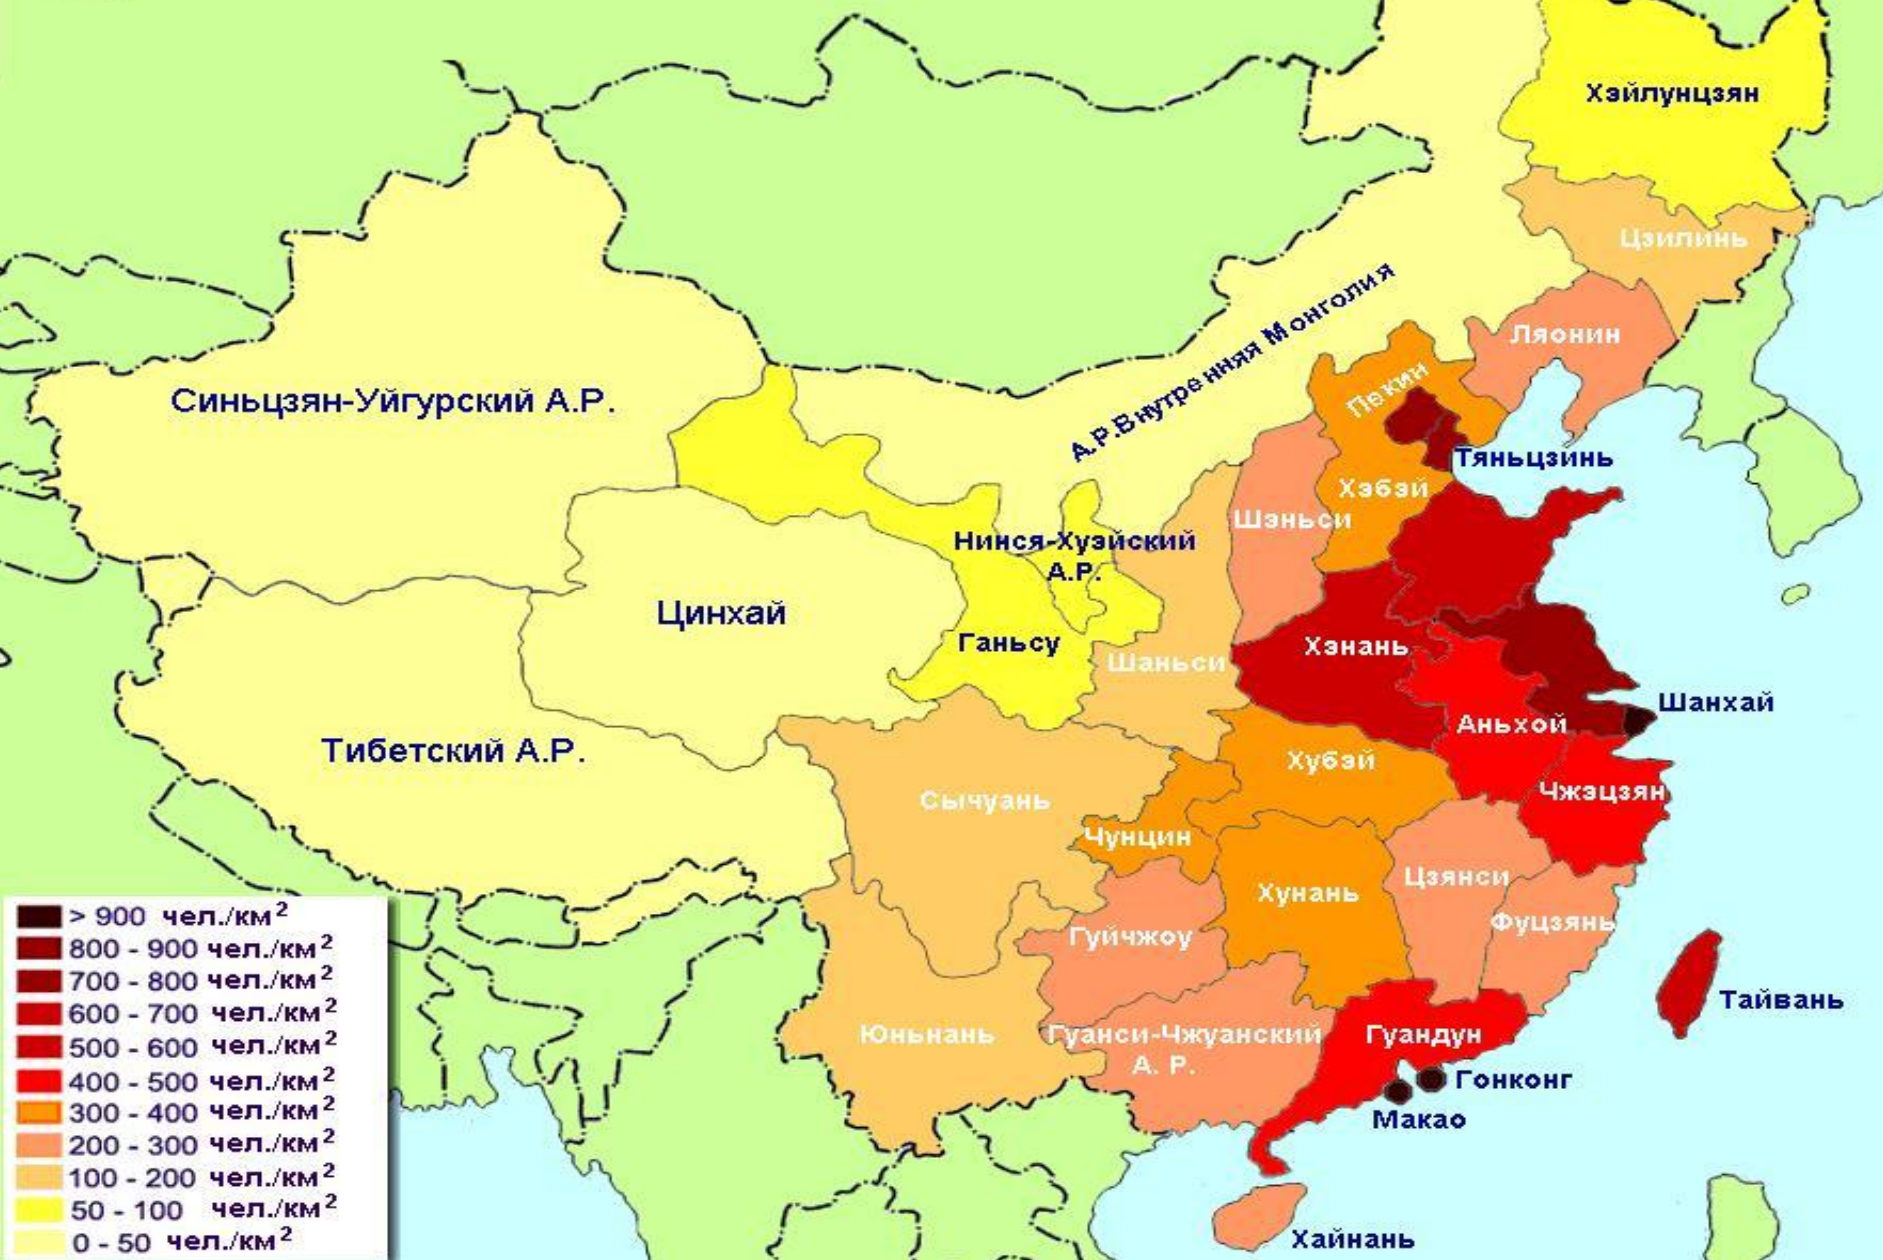 Хэйлунцзян
Цзилинь
Ляонин
А.Р.Внутренняя Монголия
Пекин
Тяньцзинь
Синьцзян-Уйгурский А.Р.
Хэбэй
Шэньси
Нинся-Хуэйский
А.Р.
Цинхай
Ганьсу
Шаньси
Хэнань
Шанхай
Аньхой
Тибетский А.Р.
Хубэй
Чжэцзян
Сычуань
Чунцин
Цзянси
Хунань
Фуцзянь
Гуйчжоу
Тайвань
Юньнань
Гуанси-Чжуанский
А. Р.
Гуандун
Гонконг
Макао
Хайнань
> 900 чел./км²
800 - 900 чел./км²
700 - 800 чел./км²
600 - 700 чел./км²
500 - 600 чел./км²
400 - 500 чел./км²
300 - 400 чел./км²
200 - 300 чел./км²
100 - 200 чел./км²
50 - 100 чел./км²
0 - 50 чел./км²